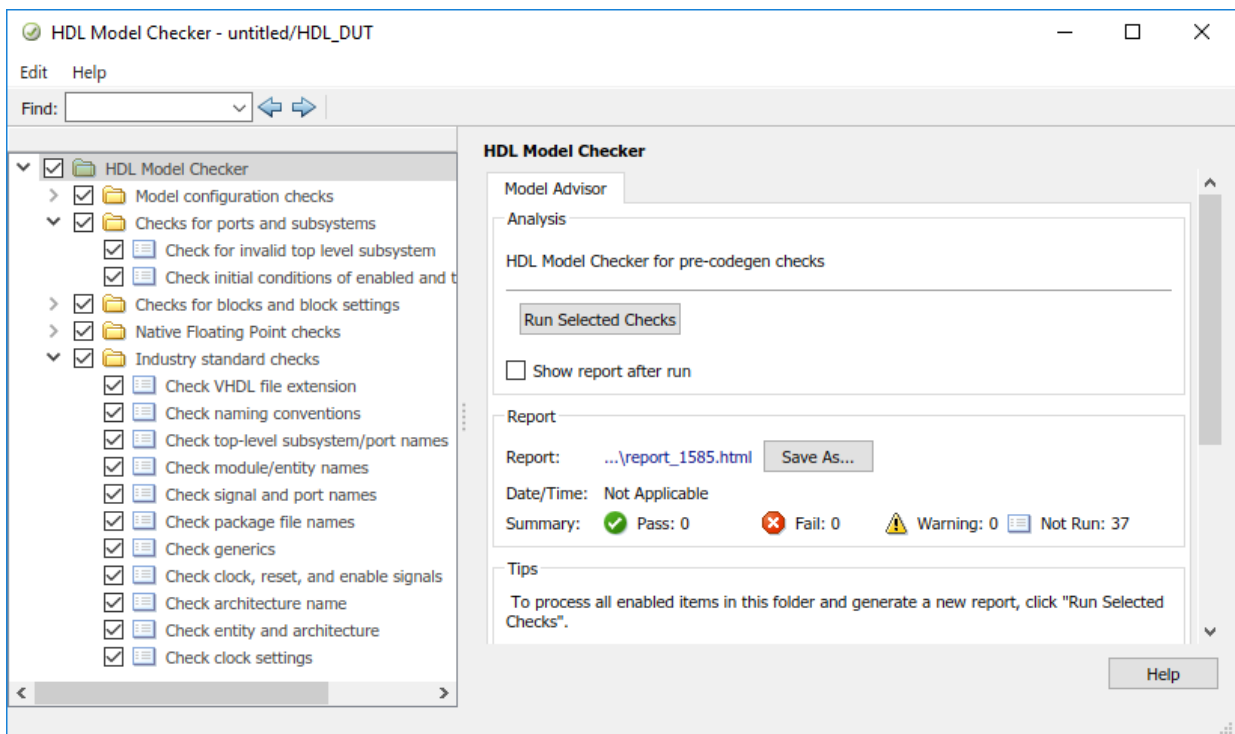 HDL Model Checker - untitled/HDL_DUT
Edit Help
Find:
HDL Model Checker
Model configuration checks
Checks for ports and subsystems
Check for invalid top level subsystem
Check initial conditions of enabled and t
Checks for blocks and block settings
Native Floating Point checks
Industry standard checks
Check VHDL file extension
Check naming conventions
Check top-level subsystem/port names
Check module/entity names
Check signal and port names
Check package file names
Check generics
Check clock, reset, and enable signals
Check architecture name
Check entity and architecture
Check clock settings
HDL Model Checker
Model Advisor
Analysis
HDL Model Checker for pre-codegen checks
Run Selected Checks
Show report after run
Report
Report: ...\report_1585.html Save As...
Date/Time: Not Applicable
Summary: Pass: 0 Fail: 0 Warning: 0 Not Run: 37
Tips
To process all enabled items in this folder and generate a new report, click "Run Selected
Checks".
Help